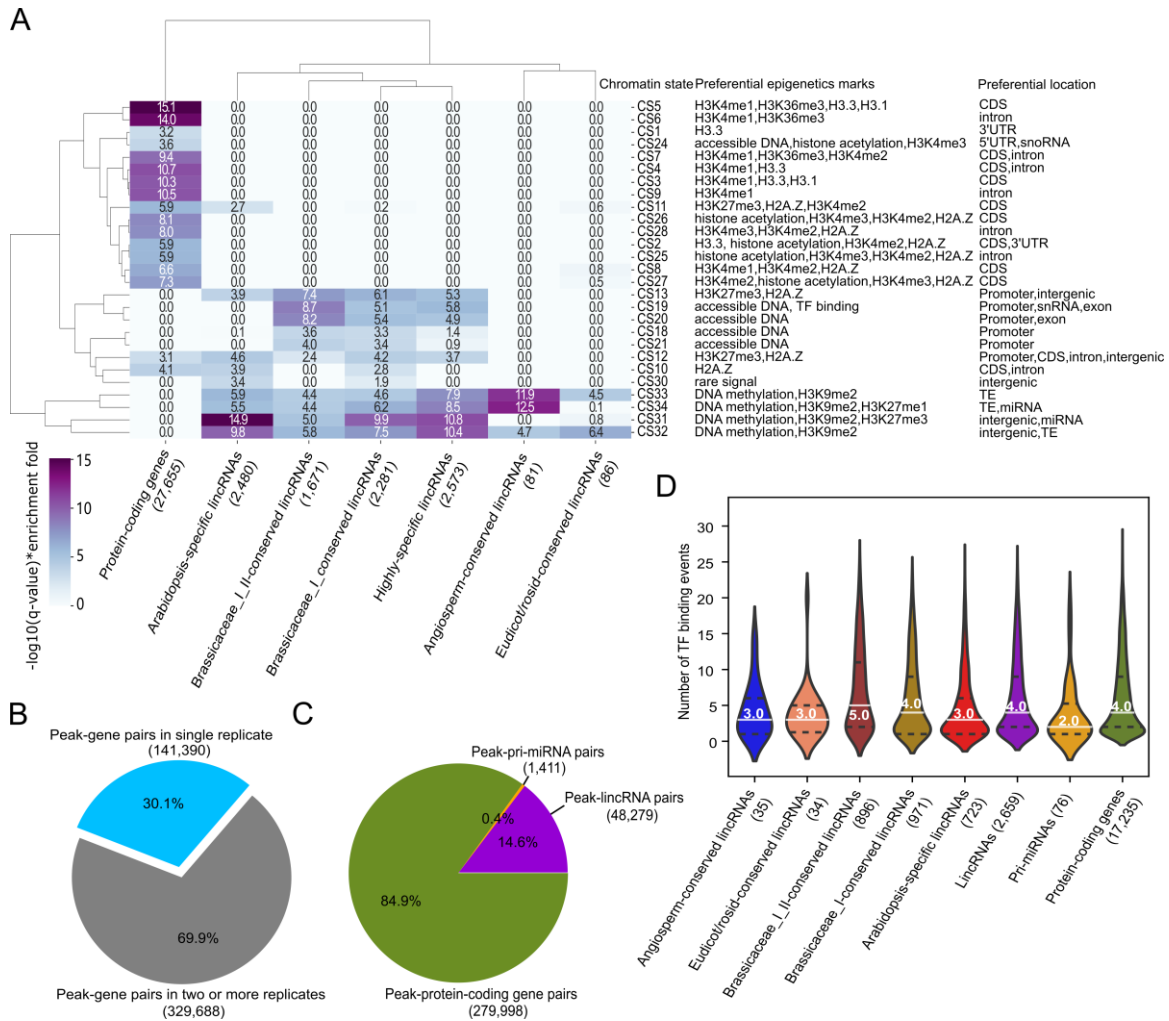 A
Chromatin state Preferential epigenetics marks Preferential location
15.1 0.0 0.0 0.0 0.0 0.0 0.0 - CS5 H3K4me1,H3K36me3,H3.3,H3.1 CDS
14.0 0.0 0.0 0.0 0.0 0.0 0.0 - CS6 H3K4me1,H3K36me3 intron
3.2 0.0 0.0 0.0 0.0 0.0 0.0 - CS1 H3.3 3'UTR
3.6 0.0 0.0 0.0 0.0 0.0 0.0 - CS24 accessible DNA,histone acetylation,H3K4me3 5'UTR,snoRNA
9.4 0.0 0.0 0.0 0.0 0.0 0.0 - CS7 H3K4me1,H3K36me3,H3K4me2 CDS,intron
10.7 0.0 0.0 0.0 0.0 0.0 0.0 - CS4 H3K4me1,H3.3 CDS,intron
10.3 0.0 0.0 0.0 0.0 0.0 0.0 - CS3 H3K4me1,H3.3,H3.1 CDS
10.5 0.0 0.0 0.0 0.0 0.0 0.0 - CS9 H3K4me1 intron
5.9 2.7 0.0 0.2 0.0 0.0 0.6 - CS11 H3K27me3,H2A.Z,H3K4me2 CDS
8.1 0.0 0.0 0.0 0.0 0.0 0.0 - CS26 histone acetylation,H3K4me3,H3K4me2,H2A.Z CDS
8.0 0.0 0.0 0.0 0.0 0.0 0.0 - CS28 H3K4me3,H3K4me2,H2A.Z intron
5.9 0.0 0.0 0.0 0.0 0.0 0.0 - CS2 H3.3, histone acetylation,H3K4me2,H2A.Z CDS,3'UTR
5.9 0.0 0.0 0.0 0.0 0.0 0.0 - CS25 histone acetylation,H3K4me3,H3K4me2,H2A.Z intron
6.6 0.0 0.0 0.0 0.0 0.0 0.8 - CS8 H3K4me1,H3K4me2,H2A.Z CDS
7.3 0.0 0.0 0.0 0.0 0.0 0.5 - CS27 H3K4me2,histone acetylation,H3K4me3,H2A.Z CDS
0.0 3.9 7.4 6.1 5.3 0.0 0.0 - CS13 H3K27me3,H2A.Z Promoter,intergenic
0.0 0.0 8.7 5.1 5.8 0.0 0.0 - CS19 accessible DNA, TF binding Promoter,snRNA,exon
0.0 0.0 8.2 5.4 4.9 0.0 0.0 - CS20 accessible DNA Promoter,exon
0.0 0.1 3.6 3.3 1.4 0.0 0.0 - CS18 accessible DNA Promoter
0.0 0.0 4.0 3.4 0.9 0.0 0.0 - CS21 accessible DNA Promoter
3.1 4.6 2.4 4.2 3.7 0.0 0.0 - CS12 H3K27me3,H2A.Z Promoter,CDS,intron,intergenic
4.1 3.9 0.0 2.8 0.0 0.0 0.0 - CS10 H2A.Z CDS,intron
0.0 3.4 0.0 1.9 0.0 0.0 0.0 - CS30 rare signal intergenic
0.0 5.9 4.4 4.6 7.9 11.9 4.5 - CS33 DNA methylation,H3K9me2 TE
0.0 5.5 4.4 6.2 8.5 12.5 0.1 - CS34 DNA methylation,H3K9me2,H3K27me1 TE,miRNA
0.0 14.9 5.0 9.9 10.8 0.0 0.8 - CS31 DNA methylation,H3K9me2,H3K27me3 intergenic,miRNA
0.0 9.8 5.8 7.5 10.4 4.7 6.4 - CS32 DNA methylation,H3K9me2 intergenic,TE
15
10
5
0
-log10(q-value)*enrichment fold
Protein-coding genes
(27,655)
Arabidopsis-specific lincRNAs
(2,480)
Brassicaceae_I_II-conserved lincRNAs
(1,671)
Brassicaceae_I_conserved lincRNAs
(2,281)
Highly-specific lincRNAs
(2,573)
Angiosperm-conserved lincRNAs
(81)
Eudicot/rosid-conserved lincRNAs
(86)
B
Peak-gene pairs in single replicate
(141,390)
30.1%
69.9%
Peak-gene pairs in two or more replicates
(329,688)
C
Peak-pri-miRNA pairs
(1,411)
Peak-lincRNA pairs
(48,279)
0.4%
14.6%
84.9%
Peak-protein-coding gene pairs
(279,998)
D
Number of TF binding events
30
25
20
15
10
5
0
3.0 3.0 5.0 4.0 3.0 4.0 2.0 4.0
Angiosperm-conserved lincRNAs
(35)
Eudicot/rosid-conserved lincRNAs
(34)
Brassicaceae_I_II-conserved lincRNAs
(896)
Brassicaceae_I-conserved lincRNAs
(971)
Arabidopsis-specific lincRNAs
(723)
LincRNAs (2,659)
Pri-miRNAs (76)
Protein-coding genes
(17,235)